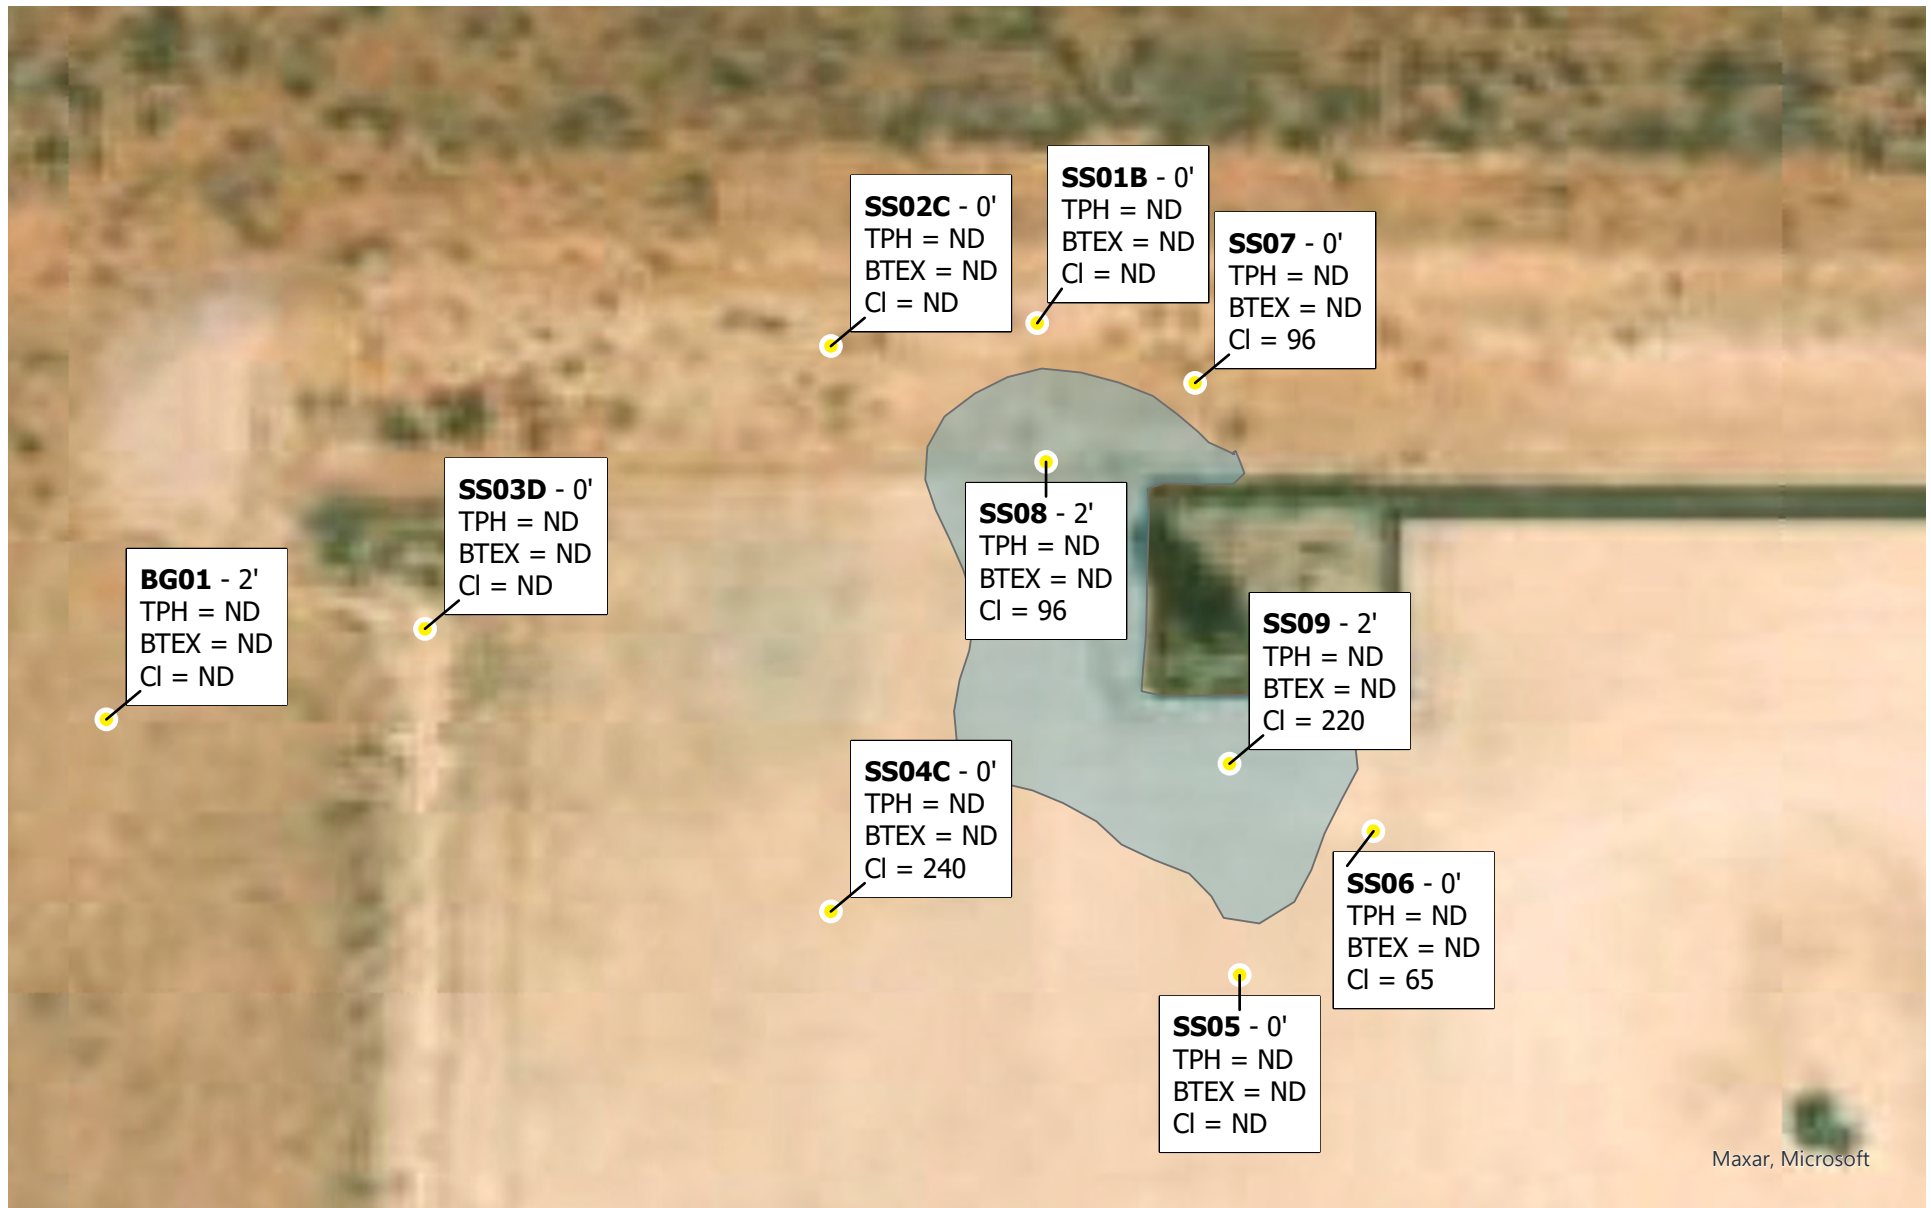 SS01B - 0'
TPH = ND
BTEX = ND
Cl = ND
SS02C - 0'
TPH = ND
BTEX = ND
Cl = ND
SS07 - 0'
TPH = ND
BTEX = ND
Cl = 96
SS03D - 0'
TPH = ND
BTEX = ND
Cl = ND
SS08 - 2'
TPH = ND
BTEX = ND
Cl = 96
BG01 - 2'
TPH = ND
BTEX = ND
Cl = ND
SS09 - 2'
TPH = ND
BTEX = ND
Cl = 220
SS04C - 0'
TPH = ND
BTEX = ND
Cl = 240
SS06 - 0'
TPH = ND
BTEX = ND
Cl = 65
SS05 - 0'
TPH = ND
BTEX = ND
Cl = ND
Maxar, Microsoft